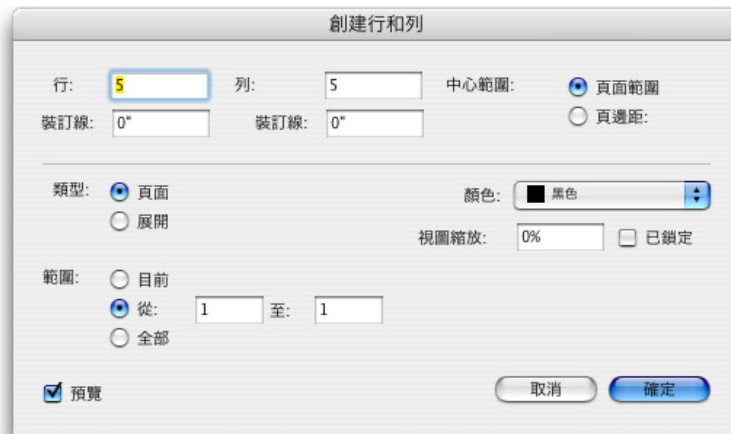 創建行和列
行: 5 列: 5 中心範圍: 頁面範圍
裝訂線: 0" 裝訂線: 0" 頁邊距:
類型: 頁面 顏色: 黑色
展開
視圖縮放: 0% 已鎖定
範圍: 目前
從: 1 至: 1
全部
預覽 取消 確定